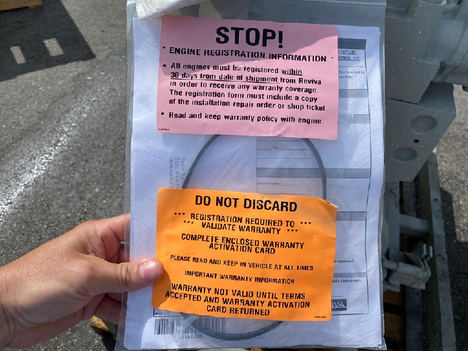 STOP!
ENGINE REGISTRATION INFORMATION
• All engines must be registered within
30 days from date of shipment from Reviva
in order to receive any warranty coverage.
The registration form must include a copy
of the installation repair order or shop ticket.
• Read and keep warranty policy with engine.
DO NOT DISCARD
*** REGISTRATION REQUIRED TO ***
VALIDATE WARRANTY
COMPLETE ENCLOSED WARRANTY
ACTIVATION CARD
PLEASE READ AND KEEP IN VEHICLE AT ALL TIMES
IMPORTANT WARRANTY INFORMATION
WARRANTY NOT VALID UNTIL TERMS
ACCEPTED AND WARRANTY ACTIVATION
CARD RETURNED